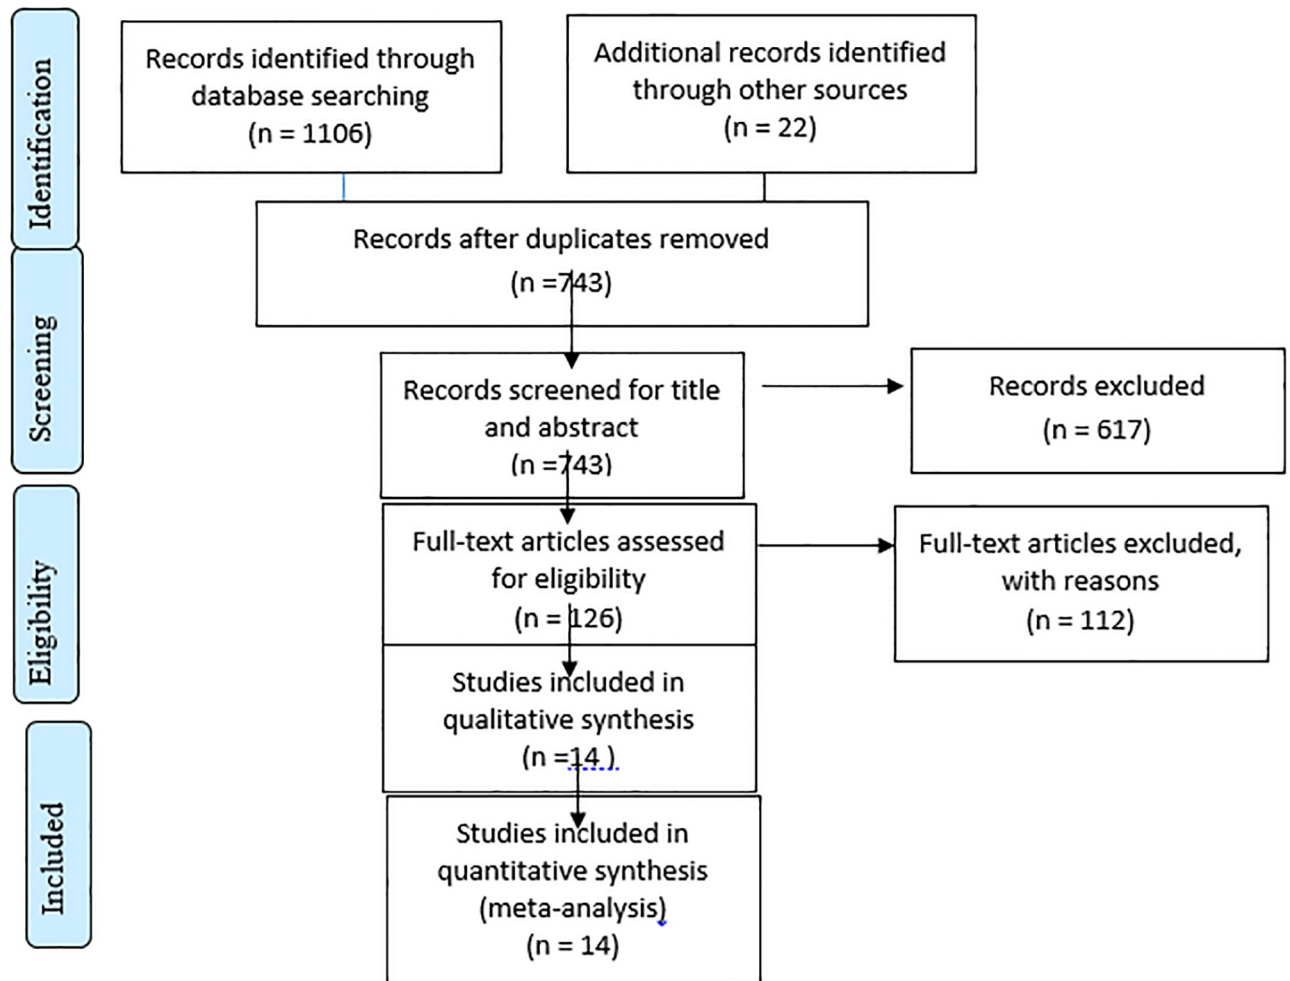 Identification
Records identified through
database searching
(n = 1106)
Additional records identified
through other sources
(n = 22)
Records after duplicates removed
(n =743)
Screening
Records screened for title
and abstract
(n =743)
Records excluded
(n = 617)
Eligibility
Full-text articles assessed
for eligibility
(n = 126)
Full-text articles excluded,
with reasons
(n = 112)
Studies included in
qualitative synthesis
(n =14 )
Included
Studies included in
quantitative synthesis
(meta-analysis)
(n = 14)